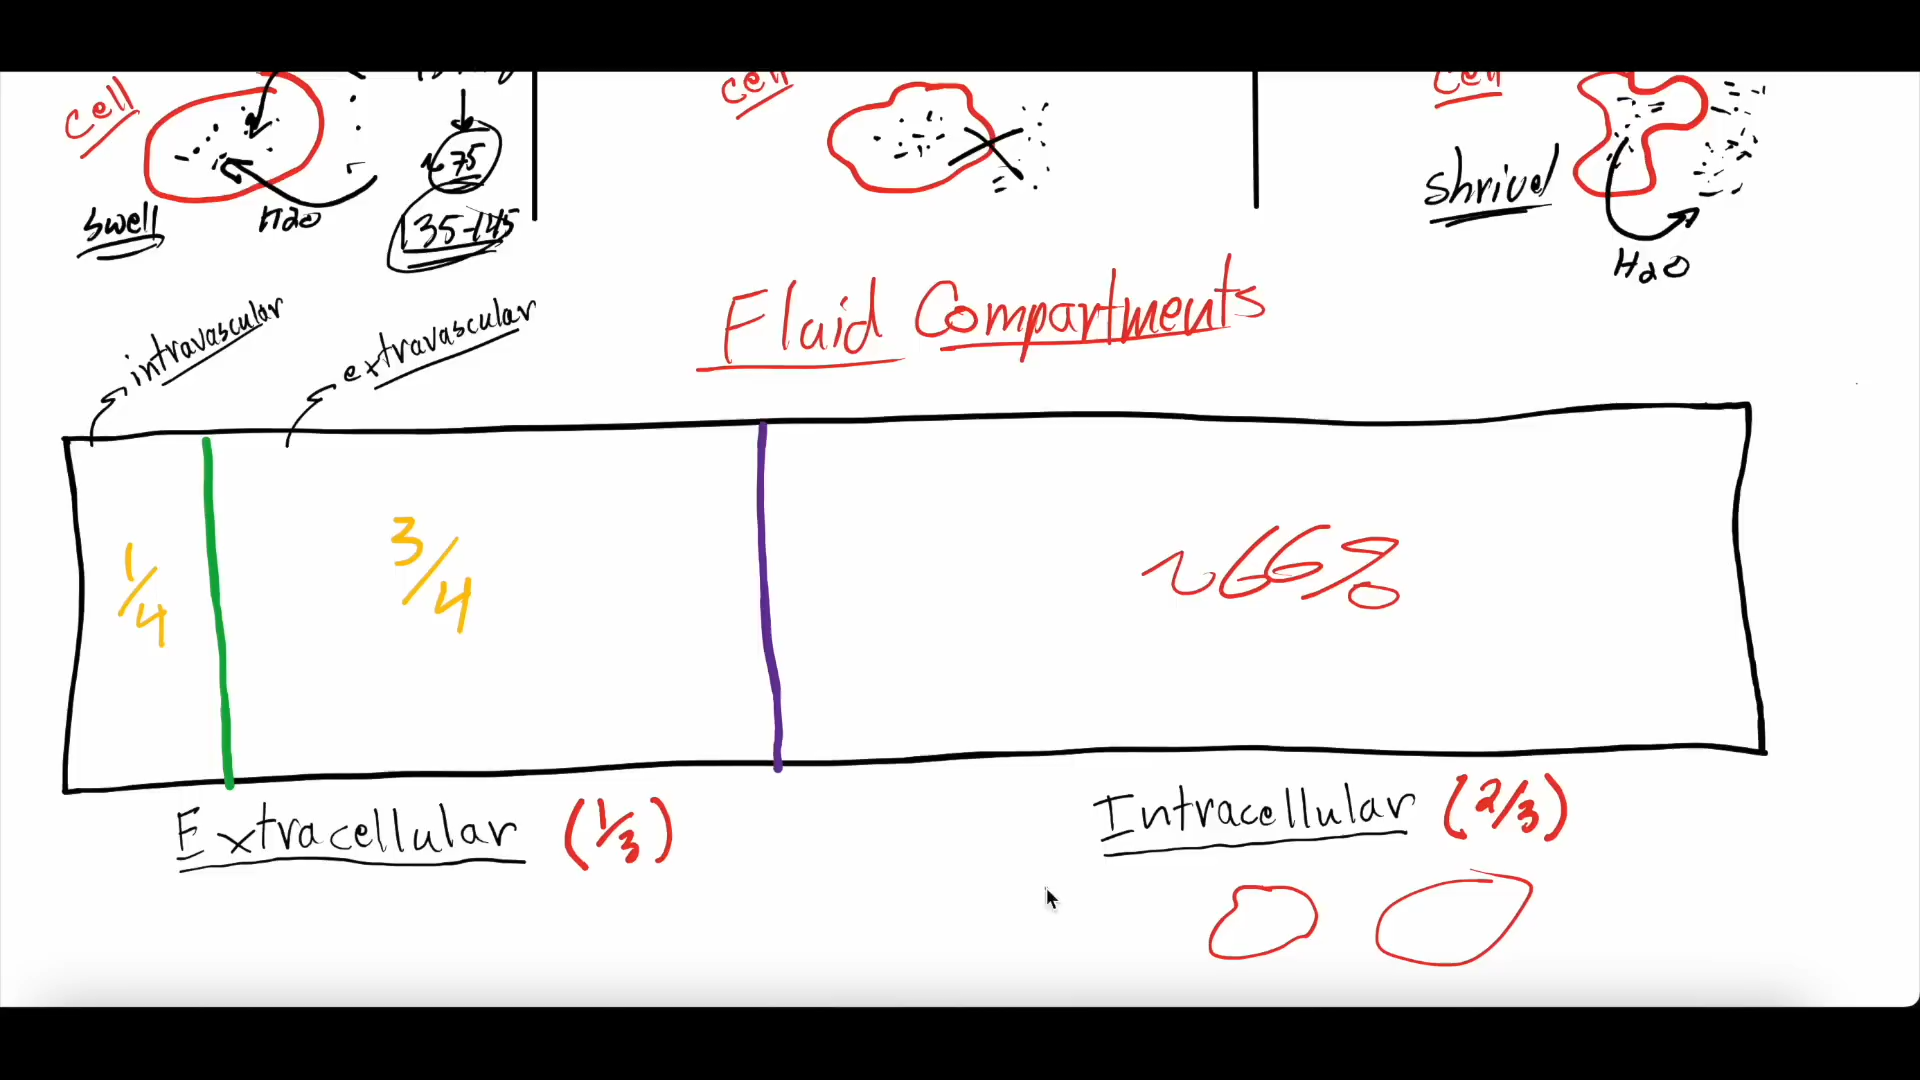 cell
~75
135-145
swell
H2O
cell
shrivel
H2O
intravascular
extravascular
Fluid Compartments
1/4
3/4
~66%
Extracellular (1/3)
Intracellular (2/3)